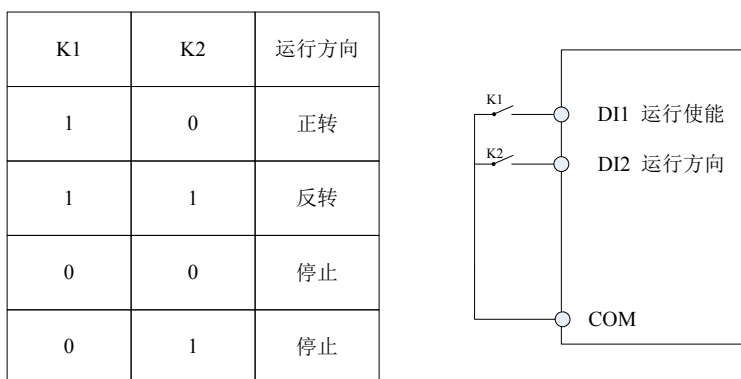 K1 K2 运行方向
1 0 正转
1 1 反转
0 0 停止
0 1 停止
K1
DI1 运行使能
K2
DI2 运行方向
COM